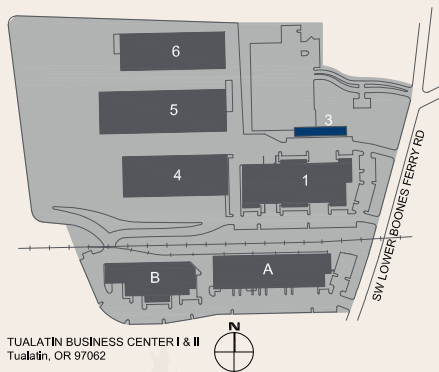 6
5
3
4
1
SW LOWER BOONES FERRY RD
B
A
N
TUALATIN BUSINESS CENTER I & II
Tualatin, OR 97062